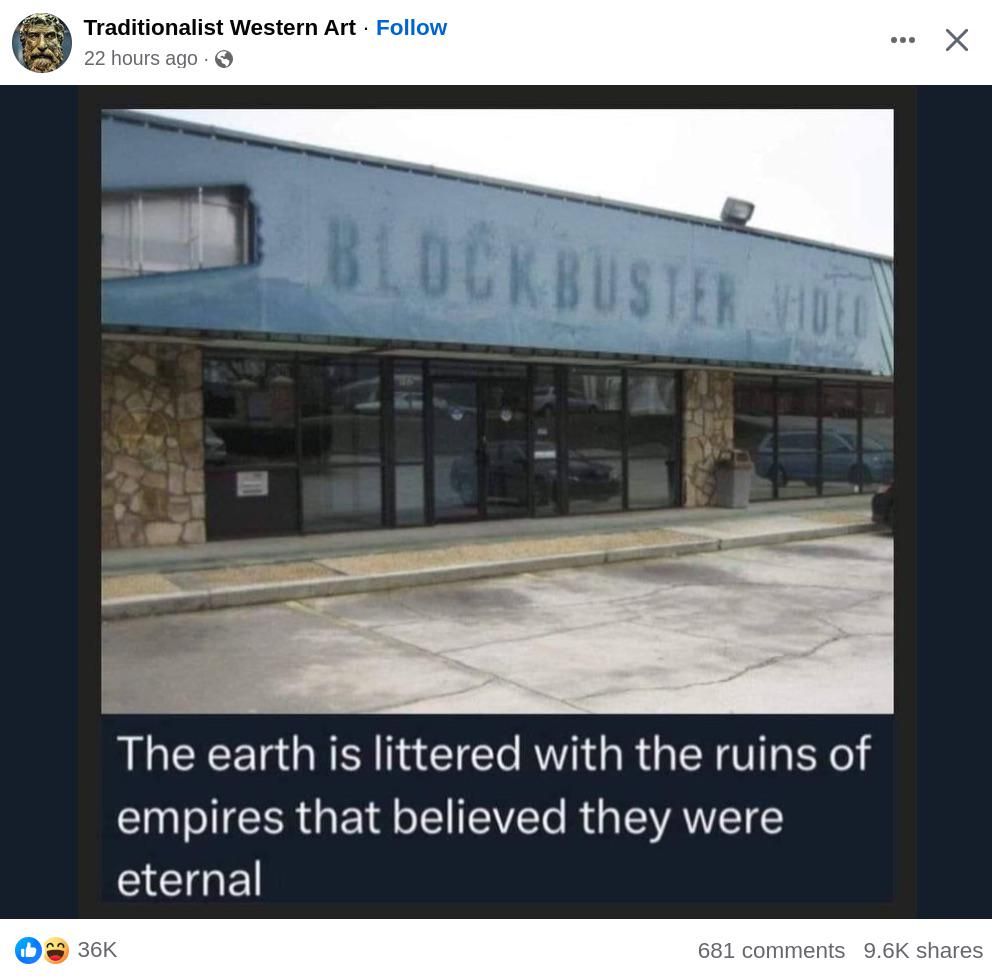 Traditionalist Western Art · Follow
22 hours ago ·
BLOCKBUSTER VIDEO
The earth is littered with the ruins of
empires that believed they were
eternal
36K
681 comments 9.6K shares